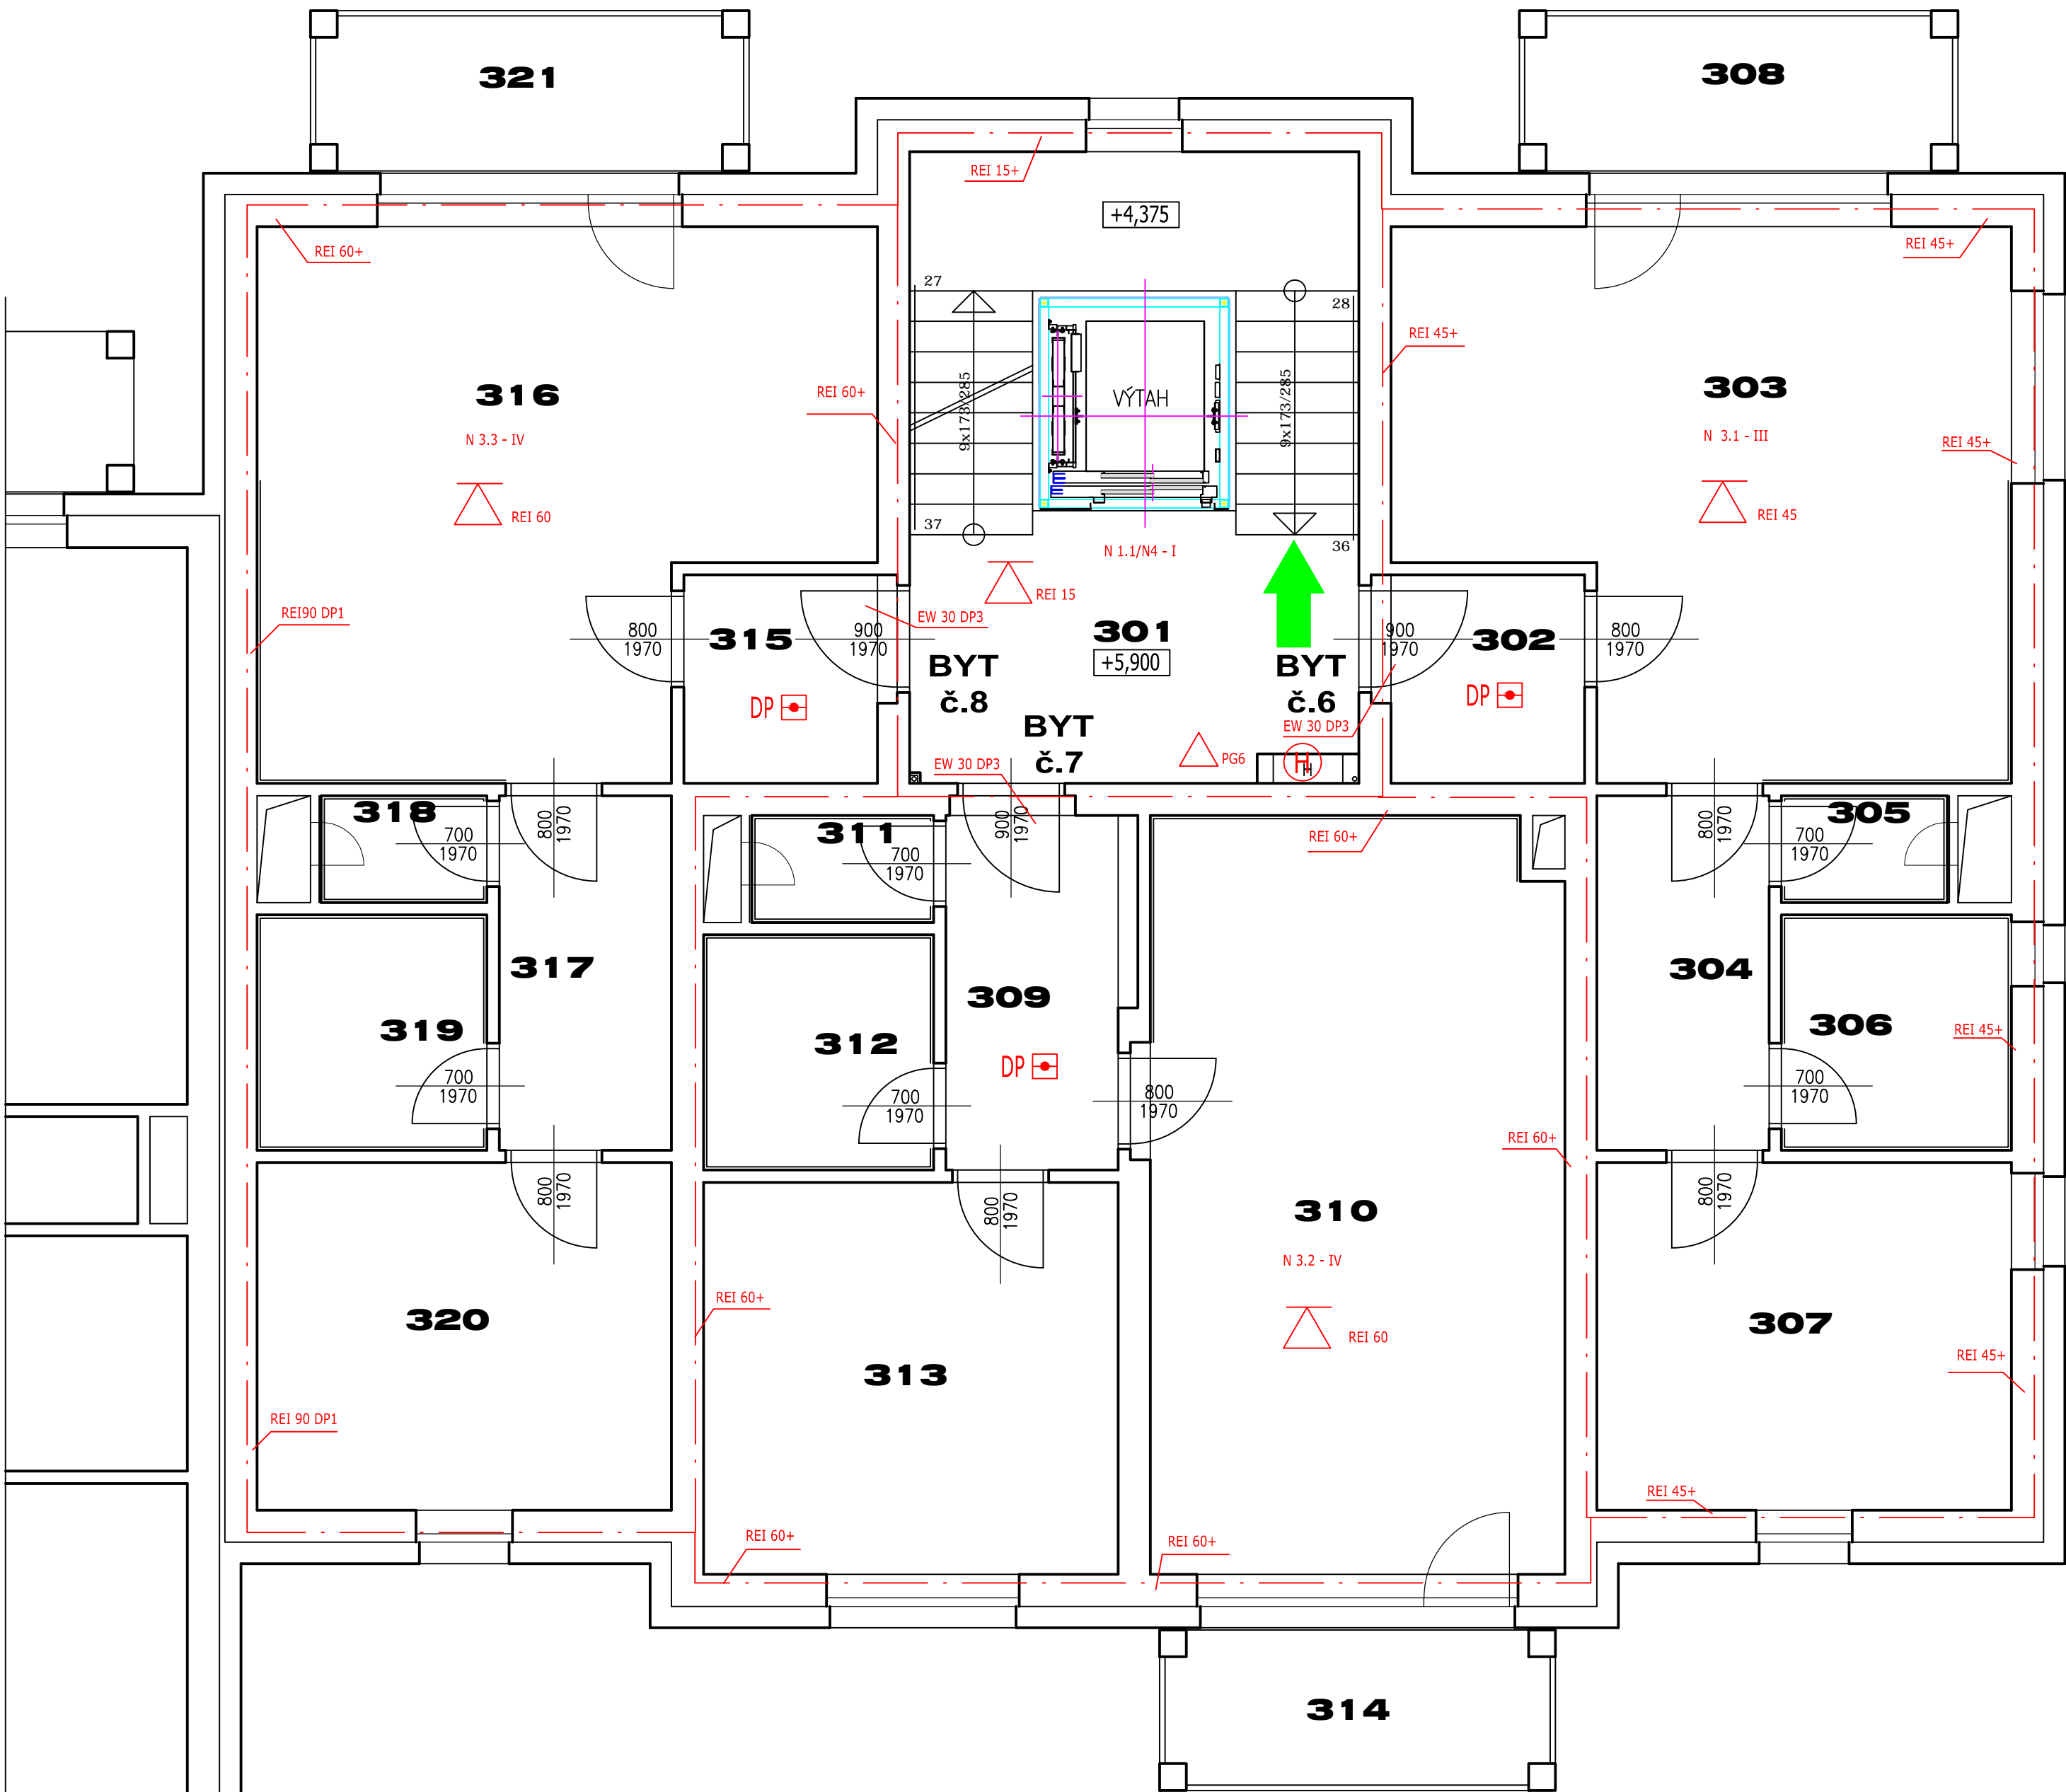 321
308
REI 15+
+4,375
REI 60+
REI 45+
27
28
316
N 3.3 - IV
REI 60
REI 60+
9x173/285
VÝTAH
9x173/285
REI 45+
303
N 3.1 - III
REI 45+
REI 45
37
36
N 1.1/N4 - I
REI 15
REI90 DP1
800
1970
315
900
1970
EW 30 DP3
301
+5,900
900
1970
302
800
1970
DP
BYT
č.8
BYT
č.6
DP
BYT
č.7
EW 30 DP3
EW 30 DP3
PG6
H
H
318
700
1970
800
1970
311
700
1970
900
1970
REI 60+
800
1970
305
700
1970
317
309
304
319
312
306
REI 45+
DP
700
1970
700
1970
800
1970
700
1970
REI 60+
800
1970
800
1970
800
1970
310
N 3.2 - IV
REI 60
320
REI 60+
313
307
REI 45+
REI 90 DP1
REI 45+
REI 60+
REI 60+
314